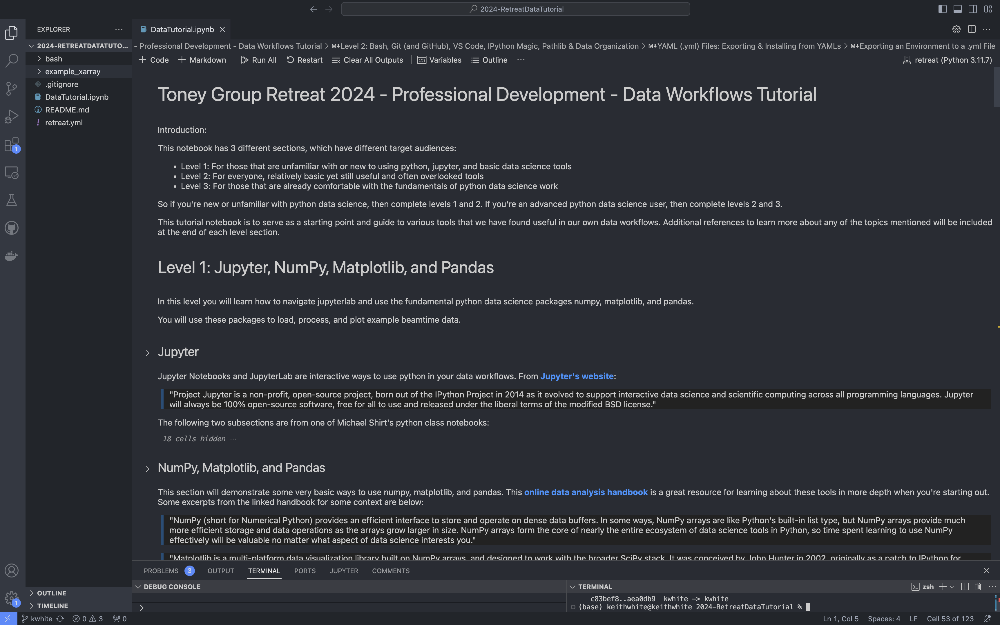 2024-RetreatDataTutorial
EXPLORER
DataTutorial.ipynb
2024-RETREATDATATUTO...
- Professional Development - Data Workflows Tutorial > M↓Level 2: Bash, Git (and GitHub), VS Code, IPython Magic, Pathlib & Data Organization > M↓YAML (.yml) Files: Exporting & Installing from YAMLs > M↓Exporting an Environment to a .yml File
bash
example_xarray
.gitignore
DataTutorial.ipynb
README.md
retreat.yml
Code Markdown Run All Restart Clear All Outputs Variables Outline ... retreat (Python 3.11.7)
Toney Group Retreat 2024 - Professional Development - Data Workflows Tutorial
Introduction:
This notebook has 3 different sections, which have different target audiences:
• Level 1: For those that are unfamiliar with or new to using python, jupyter, and basic data science tools
• Level 2: For everyone, relatively basic yet still useful and often overlooked tools
• Level 3: For those that are already comfortable with the fundamentals of python data science work
So if you're new or unfamiliar with python data science, then complete levels 1 and 2. If you're an advanced python data science user, then complete levels 2 and 3.
This tutorial notebook is to serve as a starting point and guide to various tools that we have found useful in our own data workflows. Additional references to learn more about any of the topics mentioned will be included
at the end of each level section.
Level 1: Jupyter, NumPy, Matplotlib, and Pandas
In this level you will learn how to navigate jupyterlab and use the fundamental python data science packages numpy, matplotlib, and pandas.
You will use these packages to load, process, and plot example beamtime data.
Jupyter
Jupyter Notebooks and JupyterLab are interactive ways to use python in your data workflows. From Jupyter's website:
"Project Jupyter is a non-profit, open-source project, born out of the IPython Project in 2014 as it evolved to support interactive data science and scientific computing across all programming languages. Jupyter
will always be 100% open-source software, free for all to use and released under the liberal terms of the modified BSD license."
The following two subsections are from one of Michael Shirt's python class notebooks:
18 cells hidden ...
NumPy, Matplotlib, and Pandas
This section will demonstrate some very basic ways to use numpy, matplotlib, and pandas. This online data analysis handbook is a great resource for learning about these tools in more depth when you're starting out.
Some excerpts from the linked handbook for some context are below:
"NumPy (short for Numerical Python) provides an efficient interface to store and operate on dense data buffers. In some ways, NumPy arrays are like Python's built-in list type, but NumPy arrays provide much
more efficient storage and data operations as the arrays grow larger in size. NumPy arrays form the core of nearly the entire ecosystem of data science tools in Python, so time spent learning to use NumPy
effectively will be valuable no matter what aspect of data science interests you."
"Matplotlib is a multi-platform data visualization library built on NumPy arrays, and designed to work with the broader SciPy stack. It was conceived by John Hunter in 2002, originally as a patch to IPython for
PROBLEMS 3 OUTPUT TERMINAL PORTS JUPYTER COMMENTS
DEBUG CONSOLE
TERMINAL
zsh
c83bef8..aea0db9 kwhite -> kwhite
(base) keithwhite@keithwhite 2024-RetreatDataTutorial %
1
1
OUTLINE
TIMELINE
kwhite 0 3 0
Ln 1, Col 5 Spaces: 4 LF Cell 53 of 123